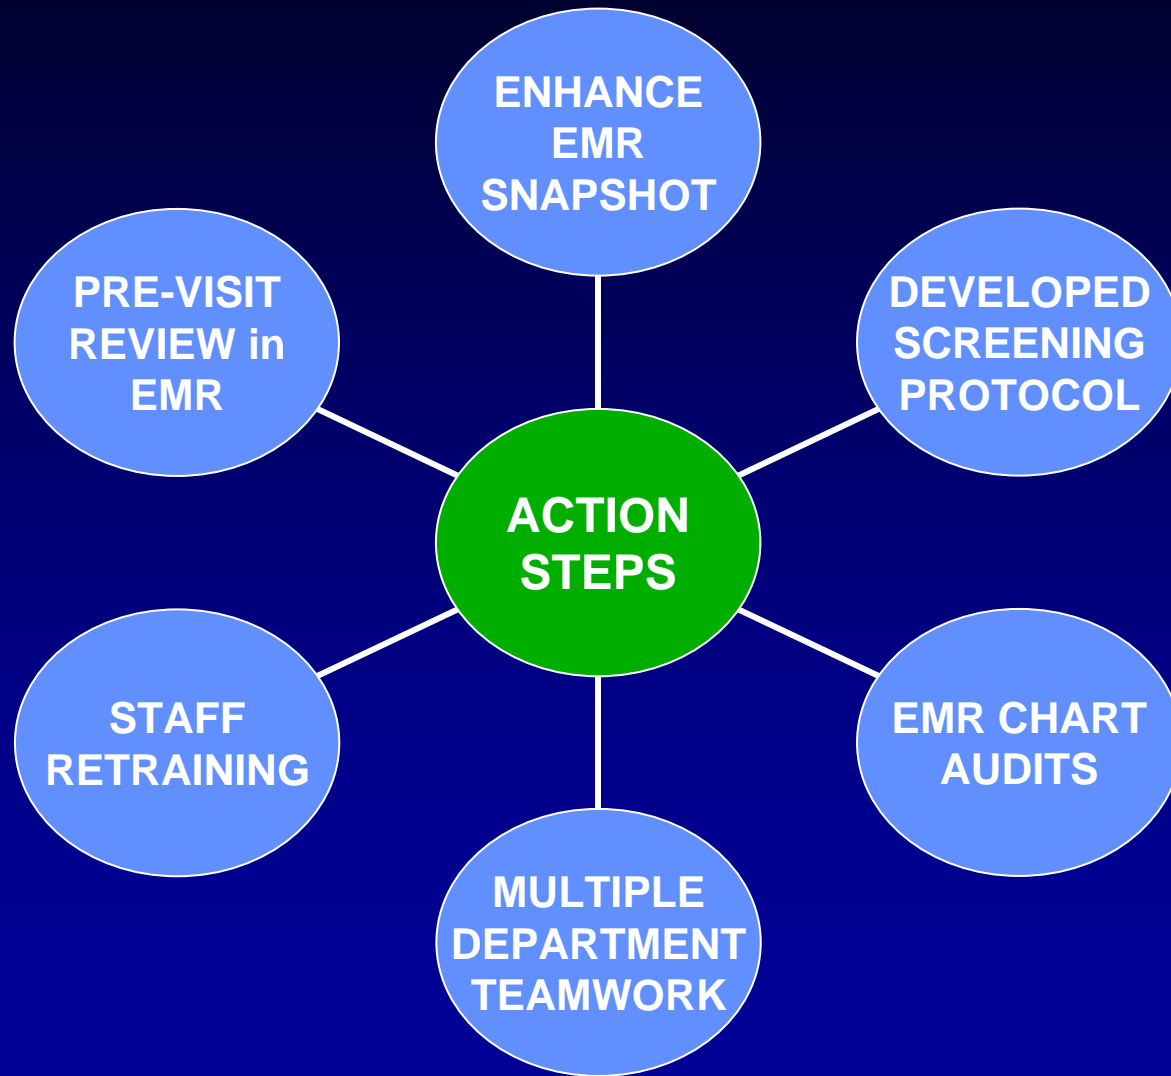 ENHANCE
EMR
SNAPSHOT
PRE-VISIT
REVIEW in
EMR
DEVELOPED
SCREENING
PROTOCOL
ACTION
STEPS
STAFF
RETRAINING
EMR CHART
AUDITS
MULTIPLE
DEPARTMENT
TEAMWORK